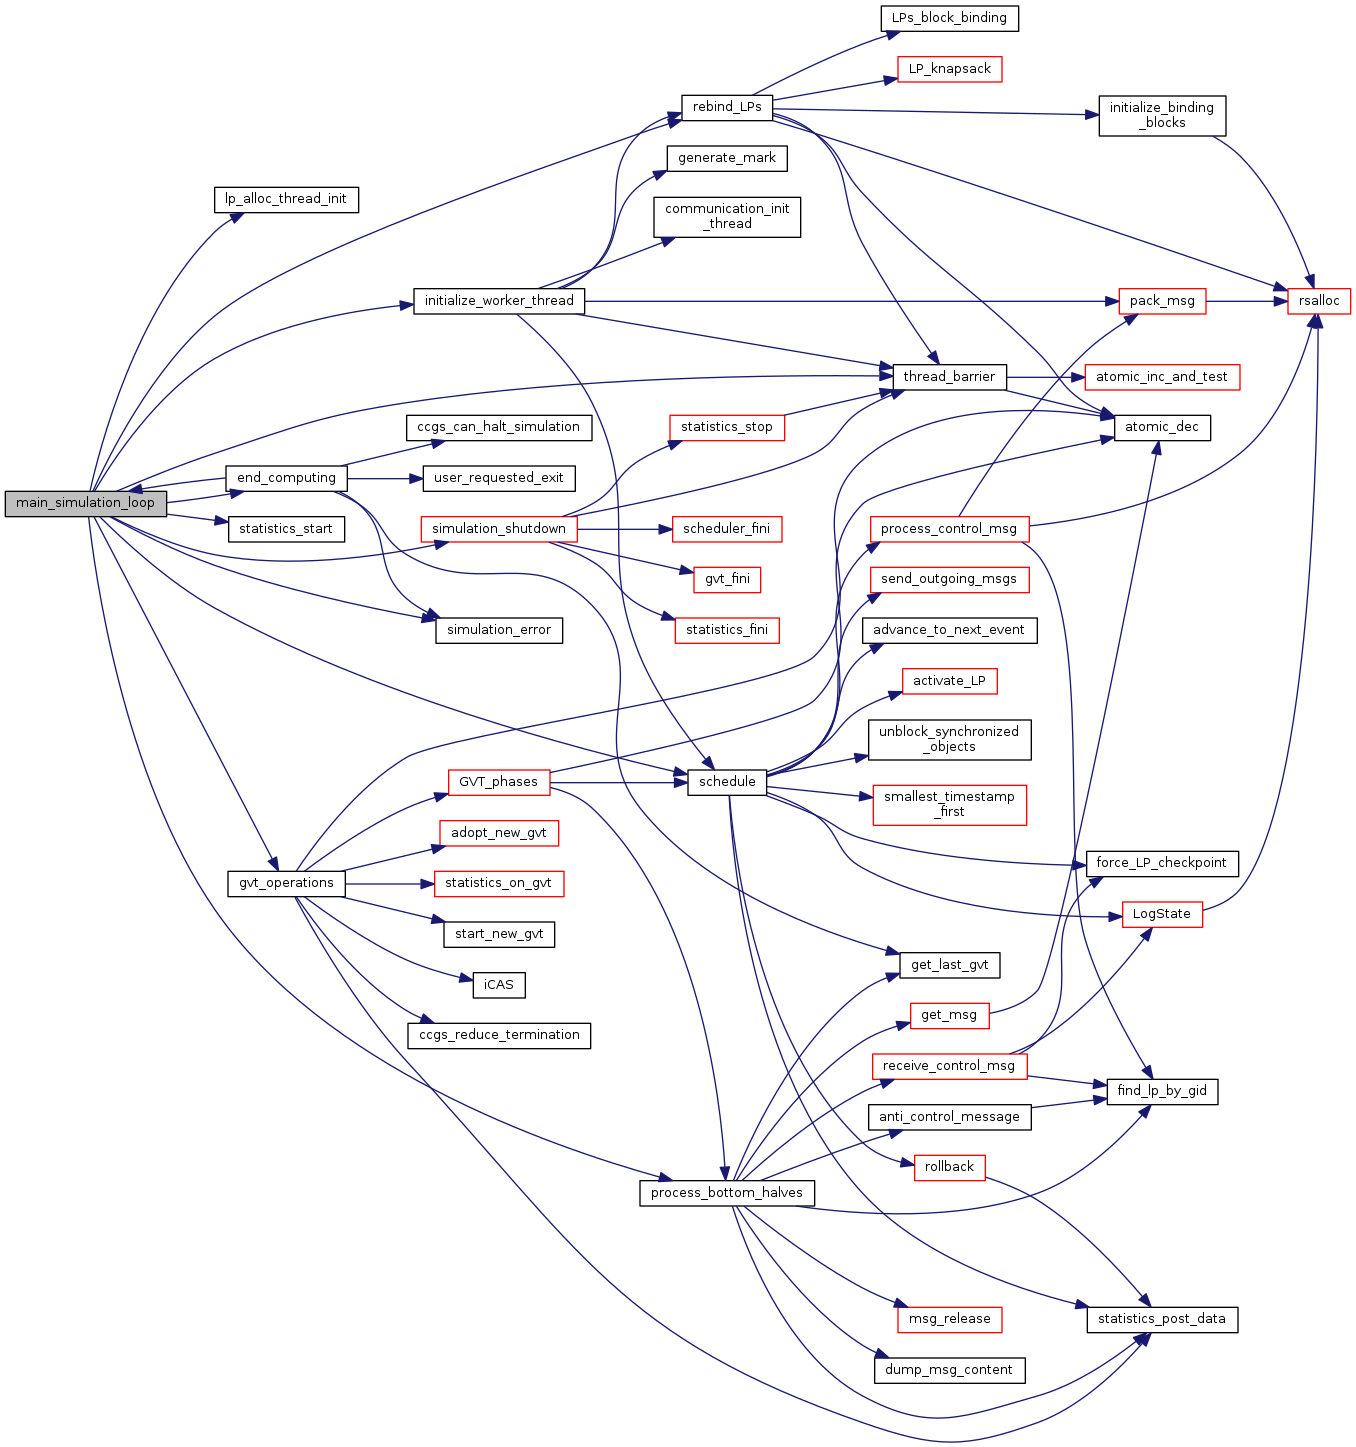 LPs_block_binding
LP_knapsack
rebind_LPs
initialize_binding
_blocks
generate_mark
lp_alloc_thread_init
communication_init
_thread
initialize_worker_thread
pack_msg
rsalloc
thread_barrier
atomic_inc_and_test
ccgs_can_halt_simulation
statistics_stop
atomic_dec
end_computing
user_requested_exit
main_simulation_loop
statistics_start
simulation_shutdown
scheduler_fini
process_control_msg
gvt_fini
send_outgoing_msgs
simulation_error
statistics_fini
advance_to_next_event
activate_LP
unblock_synchronized
_objects
GVT_phases
schedule
smallest_timestamp
_first
adopt_new_gvt
force_LP_checkpoint
gvt_operations
statistics_on_gvt
LogState
start_new_gvt
get_last_gvt
iCAS
get_msg
ccgs_reduce_termination
receive_control_msg
find_lp_by_gid
anti_control_message
rollback
process_bottom_halves
msg_release
statistics_post_data
dump_msg_content